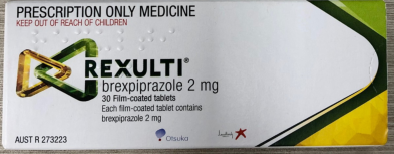 PRESCRIPTION ONLY MEDICINE
KEEP OUT OF REACH OF CHILDREN
REXULTI®
brexpiprazole 2 mg
30 Film-coated tablets
Each film-coated tablet contains
brexpiprazole 2 mg
AUST R 273223
Otsuka